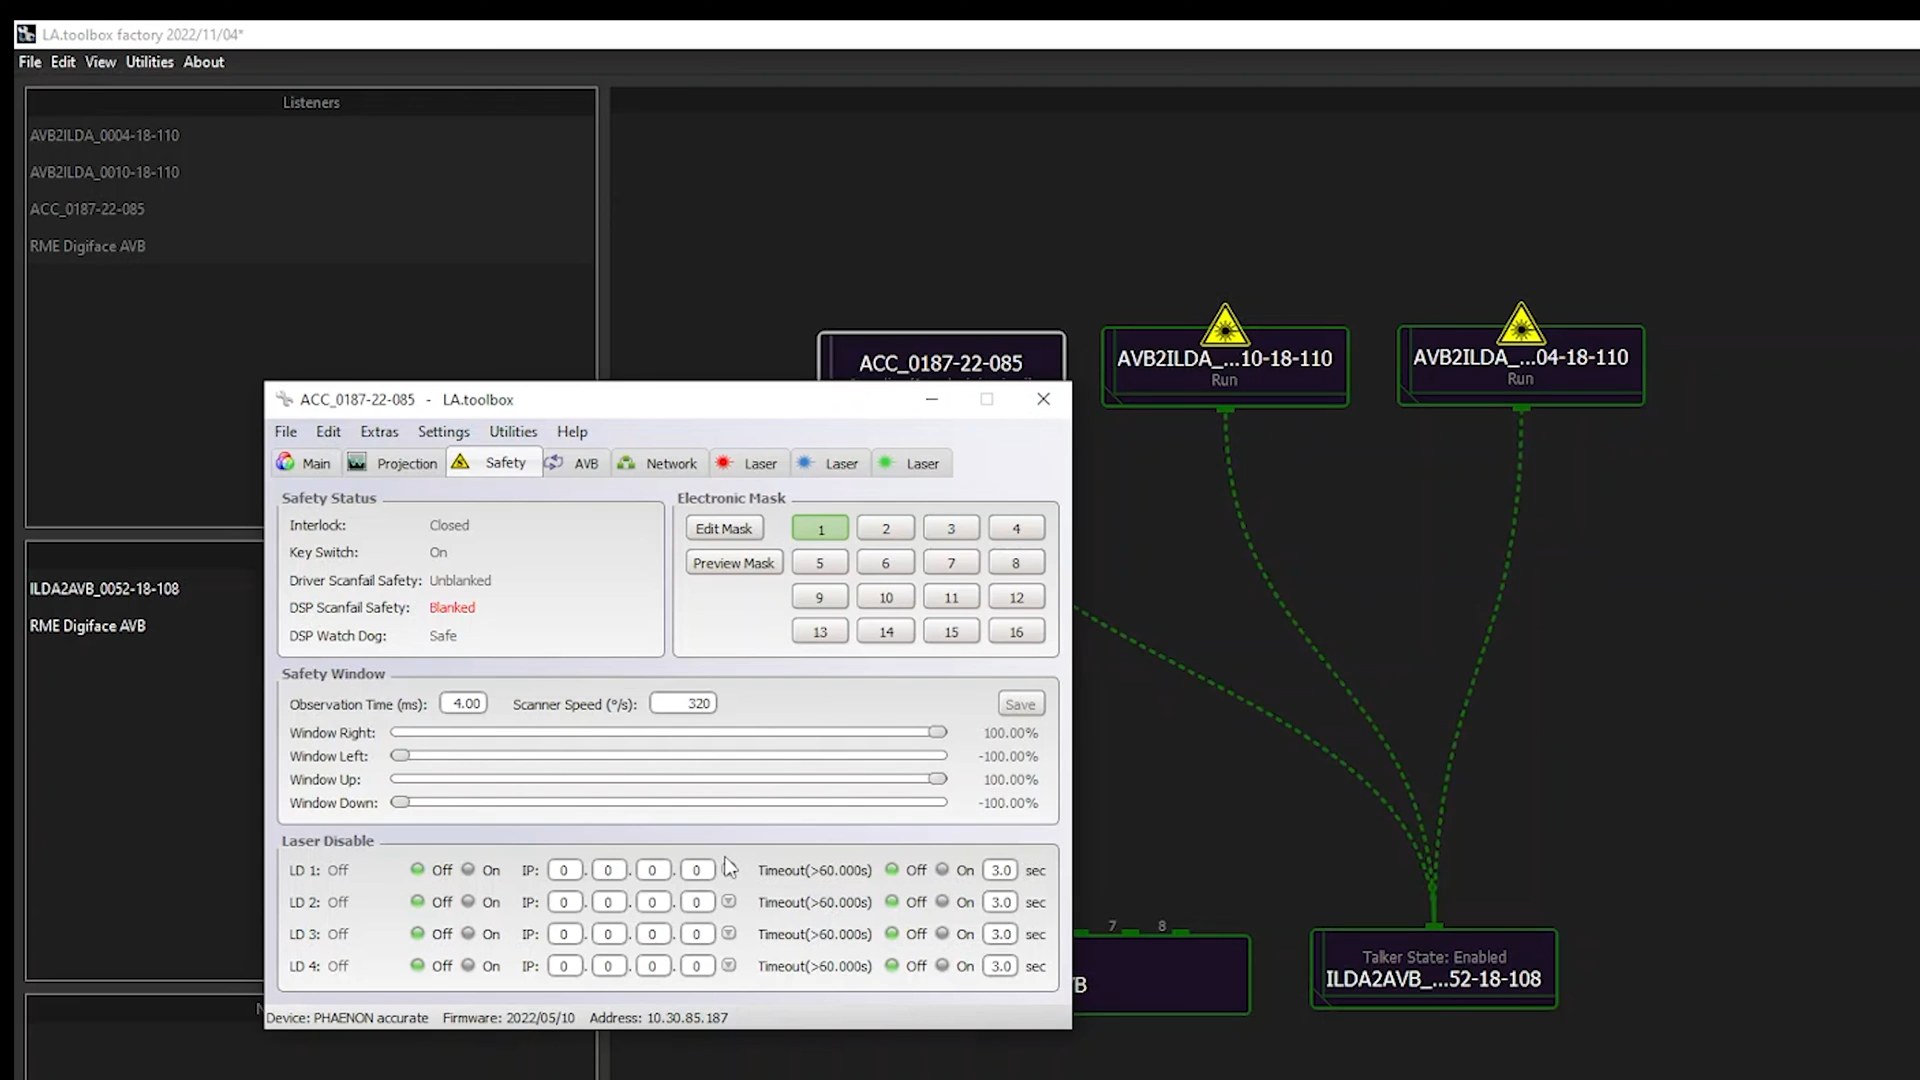 LA.toolbox factory 2022/11/04*
File Edit View Utilities About
Listeners
AVB2ILDA_0004-18-110
AVB2ILDA_0010-18-110
ACC_0187-22-085
RME Digiface AVB
ILDA2AVB_0052-18-108
RME Digiface AVB
ACC_0187-22-085
AVB2ILDA_...10-18-110
Run
AVB2ILDA_...04-18-110
Run
ACC_0187-22-085 - LA.toolbox
File Edit Extras Settings Utilities Help
Main Projection Safety AVB Network Laser Laser Laser
Safety Status
Interlock: Closed
Key Switch: On
Driver Scanfail Safety: Unblanked
DSP Scanfail Safety: Blanked
DSP Watch Dog: Safe
Electronic Mask
Edit Mask 1 2 3 4
Preview Mask 5 6 7 8
9 10 11 12
13 14 15 16
Safety Window
Observation Time (ms): 4.00 Scanner Speed (°/s): 320 Save
Window Right: 100.00%
Window Left: -100.00%
Window Up: 100.00%
Window Down: -100.00%
Laser Disable
LD 1: Off Off On IP: 0 . 0 . 0 . 0 Timeout(>60.000s) Off On 3.0 sec
LD 2: Off Off On IP: 0 . 0 . 0 . 0 Timeout(>60.000s) Off On 3.0 sec
LD 3: Off Off On IP: 0 . 0 . 0 . 0 Timeout(>60.000s) Off On 3.0 sec
LD 4: Off Off On IP: 0 . 0 . 0 . 0 Timeout(>60.000s) Off On 3.0 sec
Device: PHAENON accurate Firmware: 2022/05/10 Address: 10.30.85.187
7 8
Talker State: Enabled
ILDA2AVB_...52-18-108